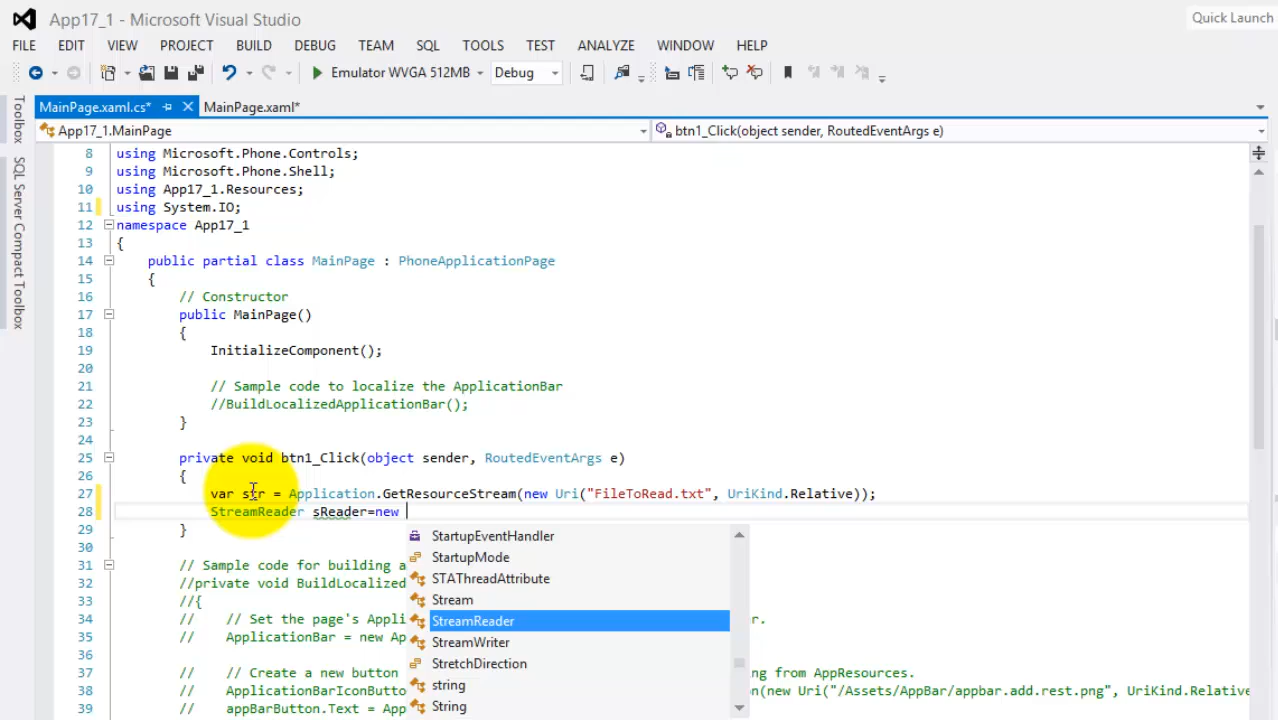 App17_1 - Microsoft Visual Studio
Quick Launch
FILE EDIT VIEW PROJECT BUILD DEBUG TEAM SQL TOOLS TEST ANALYZE WINDOW HELP
Emulator WVGA 512MB Debug
MainPage.xaml.cs* MainPage.xaml*
App17_1.MainPage btn1_Click(object sender, RoutedEventArgs e)
Toolbox
SQL Server Compact Toolbox
8 using Microsoft.Phone.Controls;
9 using Microsoft.Phone.Shell;
10 using App17_1.Resources;
11 using System.IO;
12 namespace App17_1
13 {
14 public partial class MainPage : PhoneApplicationPage
15 {
16 // Constructor
17 public MainPage()
18 {
19 InitializeComponent();
20
21 // Sample code to localize the ApplicationBar
22 //BuildLocalizedApplicationBar();
23 }
24
25 private void btn1_Click(object sender, RoutedEventArgs e)
26 {
27 var str = Application.GetResourceStream(new Uri("FileToRead.txt", UriKind.Relative));
28 StreamReader sReader=new
29 }
30
31 // Sample code for building a
32 //private void BuildLocalized
33 //{
34 // // Set the page's Appli r.
35 // ApplicationBar = new Ap
36
37 // // Create a new button ng from AppResources.
38 // ApplicationBarIconButto on(new Uri("/Assets/AppBar/appbar.add.rest.png", UriKind.Relative
39 // appBarButton.Text = App
StartupEventHandler
StartupMode
STAThreadAttribute
Stream
StreamReader
StreamWriter
StretchDirection
string
String